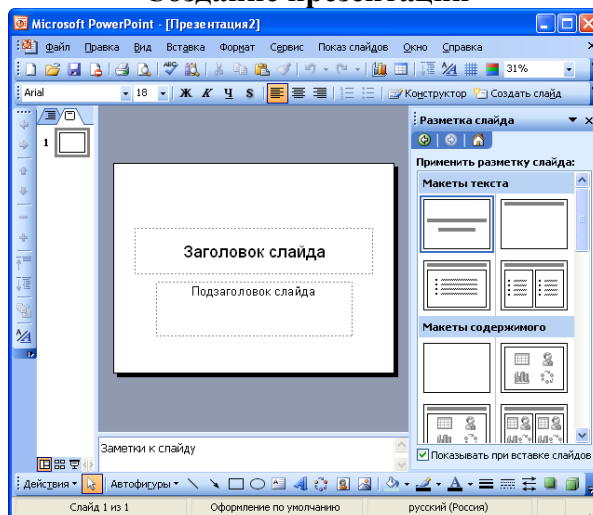 Создание презентации
Microsoft PowerPoint - [Презентация2]
Файл Правка Вид Вставка Формат Сервис Показ слайдов Окно Справка
31%
Arial 18 Ж К Ч S Конструктор Создать слайд
Разметка слайда
1
Применить разметку слайда:
Макеты текста
Заголовок слайда
Подзаголовок слайда
Макеты содержимого
Заметки к слайду
Показывать при вставке слайдов
Действия Автофигуры
Слайд 1 из 1 Оформление по умолчанию русский (Россия)